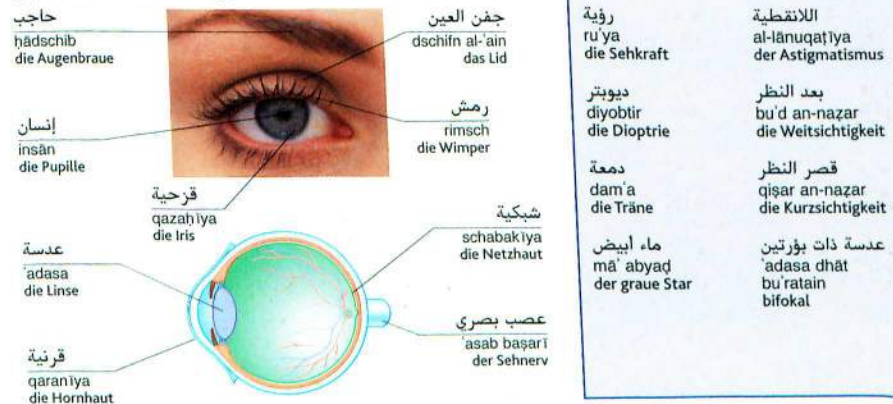 حاجب
ḥādschib
die Augenbraue
جفن العين
dschifn al-ʿain
das Lid
إنسان
insān
die Pupille
رمش
rimsch
die Wimper
قزحية
qazaḥīya
die Iris
شبكية
schabakīya
die Netzhaut
عدسة
ʿadasa
die Linse
عصب بصري
ʿasab baṣarī
der Sehnerv
قرنية
qaranīya
die Hornhaut
رؤية
ru'ya
die Sehkraft
اللانقطية
al-lānuqaṭīya
der Astigmatismus
ديوبتر
diyobtir
die Dioptrie
بعد النظر
bu'd an-naẓar
die Weitsichtigkeit
دمعة
damʿa
die Träne
قصر النظر
qiṣar an-naẓar
die Kurzsichtigkeit
ماء ابيض
mā' abyaḍ
der graue Star
عدسة ذات بؤرتين
ʿadasa dhāt
bu'ratain
bifokal